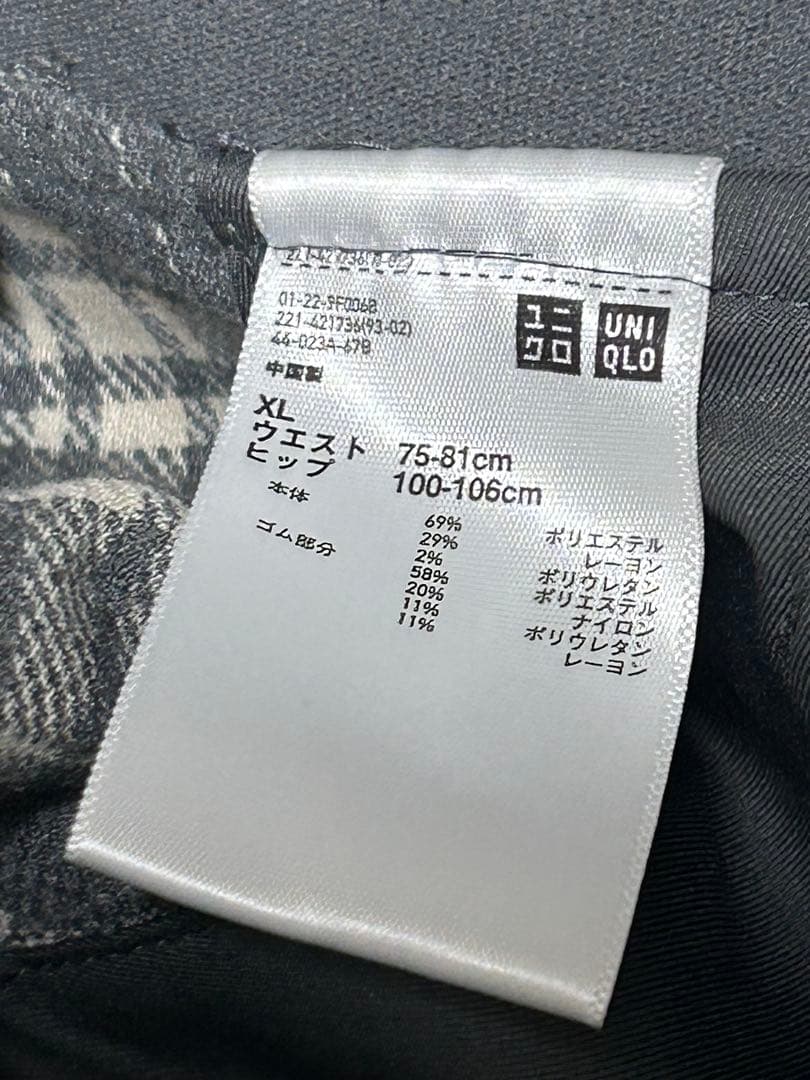 01-22-SF006B
221-421736(93-02)
44-023A-67B
ユニ
クロ
UNI
QLO
中国製
XL
ウエスト 75-81cm
ヒップ 100-106cm
本体 69% ポリエステル
29% レーヨン
2% ポリウレタン
ゴム部分 58% ポリエステル
20% ナイロン
11% ポリウレタン
11% レーヨン